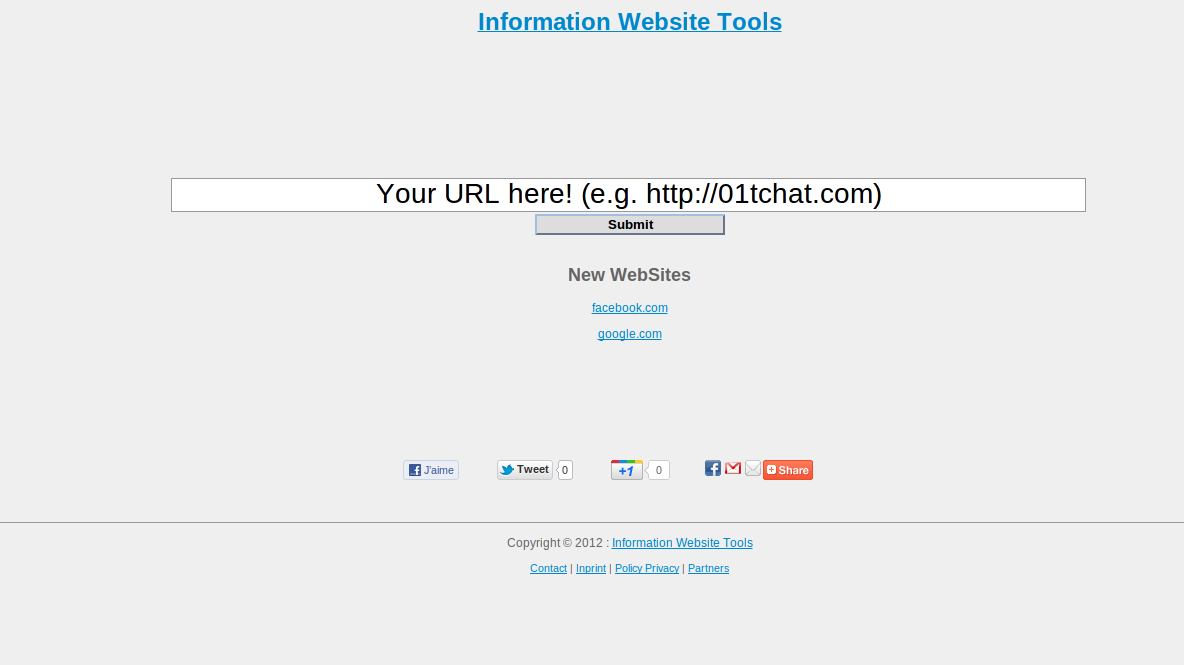 Information Website Tools
Your URL here! (e.g. http://01tchat.com)
Submit
New WebSites
facebook.com
google.com
J'aime Tweet 0 +1 0 Share
Copyright © 2012 : Information Website Tools
Contact | Inprint | Policy Privacy | Partners